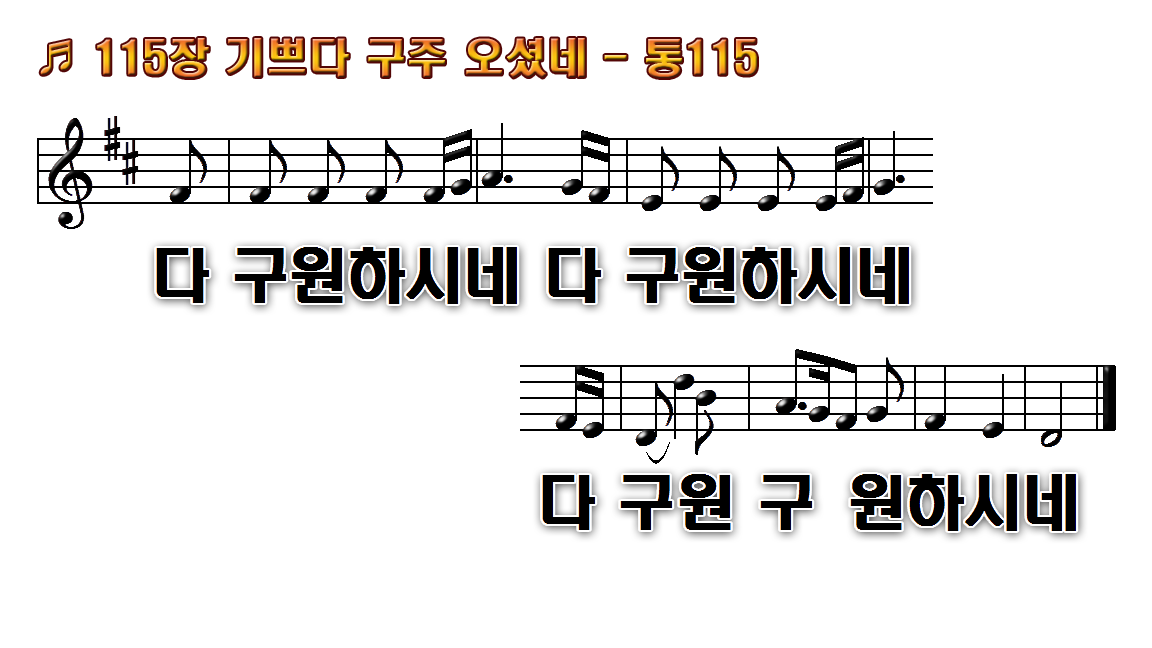 ♬ 115장 기쁘다 구주 오셨네 - 통115
다 구원하시네 다 구원하시네
다 구원 구 원하시네